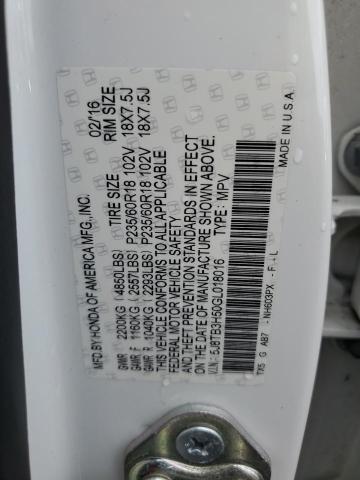 MFD.BY HONDA OF AMERICA MFG.,INC. 02/'16
TIRE SIZE RIM SIZE
GVWR 2200KG (4850LBS) P235/60R18 102V 18X7.5J
GAWR F 1160KG (2557LBS) P235/60R18 102V 18X7.5J
GAWR R 1040KG (2293LBS)
THIS VEHICLE CONFORMS TO ALL APPLICABLE
FEDERAL MOTOR VEHICLE SAFETY
AND THEFT PREVENTION STANDARDS IN EFFECT
ON THE DATE OF MANUFACTURE SHOWN ABOVE.
V.I.N.: 5J8TB3H50GL018016 TYPE: MPV
TX5 G AB7 - NH603PX - F - L
MADE IN U.S.A.